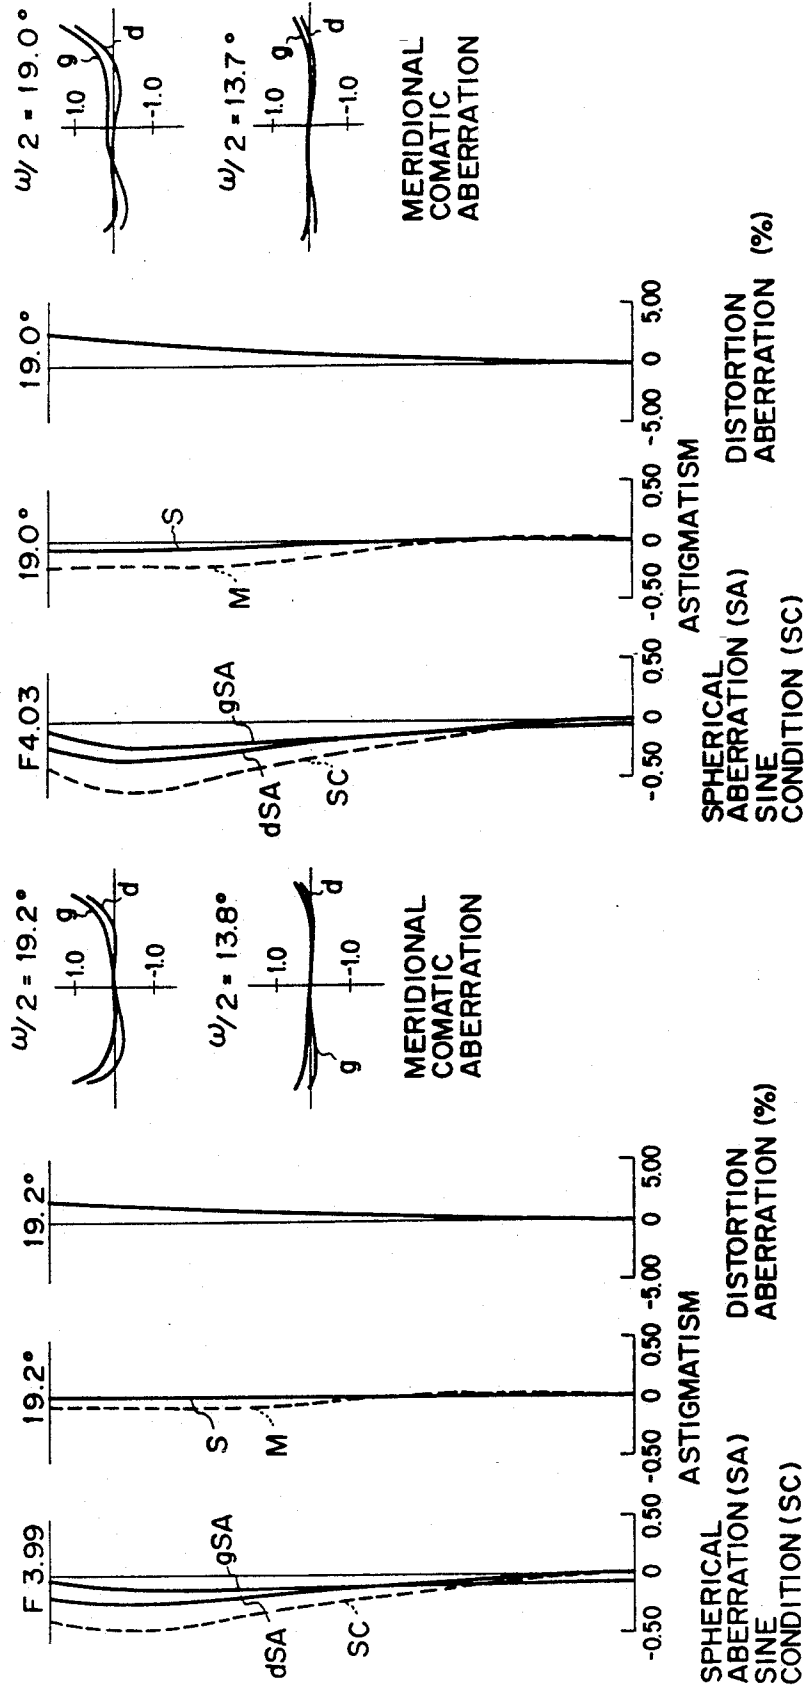 F 3.99
gSA
dSA
SC
-0.50
0
0.50
SPHERICAL
ABERRATION (SA)
SINE
CONDITION (SC)
19.2°
S
M
-0.50
0
0.50
ASTIGMATISM
19.2°
-5.00
0
5.00
DISTORTION
ABERRATION (%)
ω/2 = 19.2°
1.0
-1.0
g
d
ω/2 = 13.8°
1.0
-1.0
g
d
MERIDIONAL
COMATIC
ABERRATION
F 4.03
gSA
dSA
SC
-0.50
0
0.50
SPHERICAL
ABERRATION (SA)
SINE
CONDITION (SC)
19.0°
S
M
-0.50
0
0.50
ASTIGMATISM
19.0°
-5.00
0
5.00
DISTORTION
ABERRATION (%)
ω/2 = 19.0°
1.0
-1.0
g
d
ω/2 = 13.7°
1.0
-1.0
g
d
MERIDIONAL
COMATIC
ABERRATION